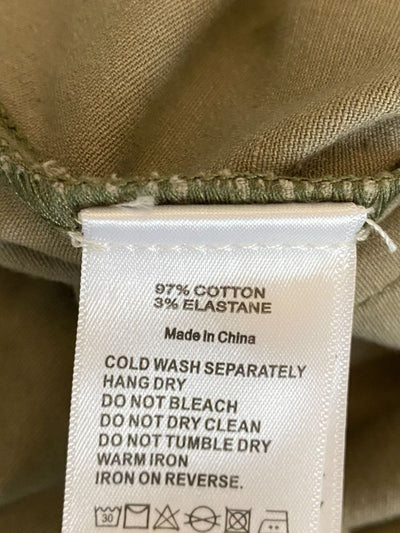 97% COTTON
3% ELASTANE
Made in China
COLD WASH SEPARATELY
HANG DRY
DO NOT BLEACH
DO NOT DRY CLEAN
DO NOT TUMBLE DRY
WARM IRON
IRON ON REVERSE.
30